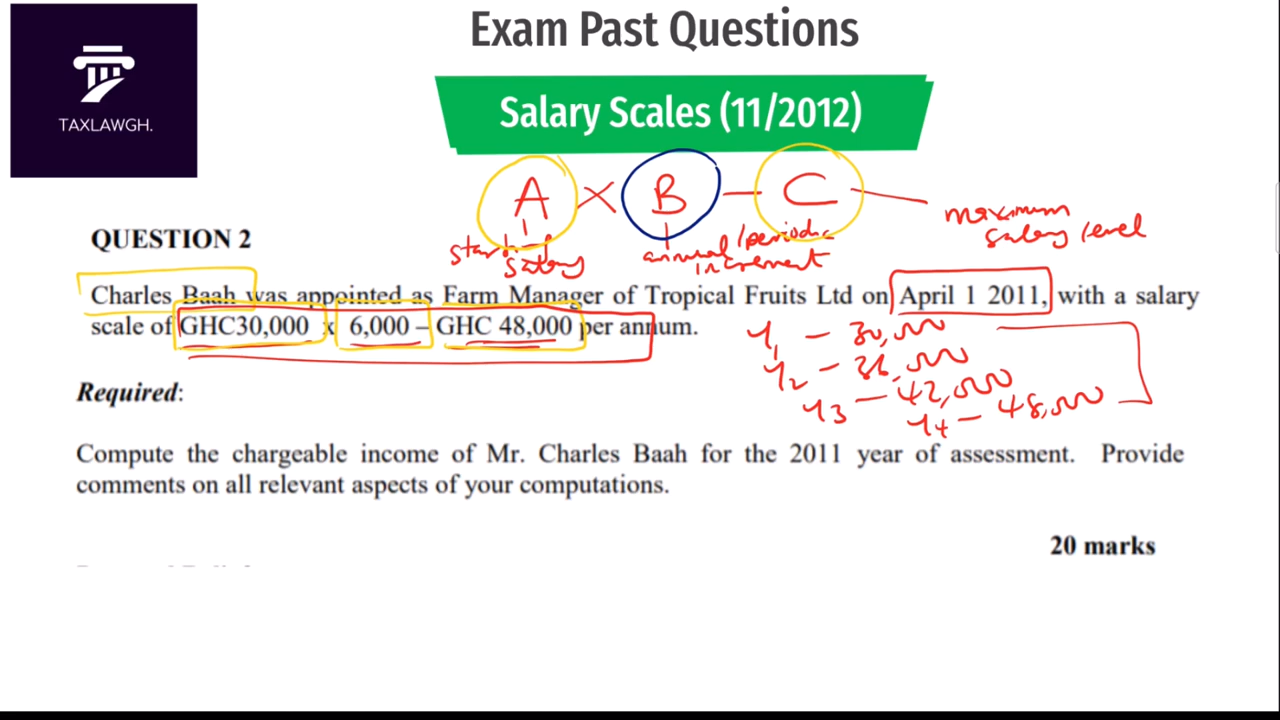 Exam Past Questions
TAXLAWGH.
Salary Scales (11/2012)
A × B – C
maximum salary level
starting salary
annual/periodic increment
QUESTION 2
Charles Baah was appointed as Farm Manager of Tropical Fruits Ltd on April 1 2011, with a salary
scale of GHC30,000 x 6,000 – GHC 48,000 per annum.
Y1 – 30,000
Y2 – 36,000
Y3 – 42,000
Y4 – 48,000
Required:
Compute the chargeable income of Mr. Charles Baah for the 2011 year of assessment. Provide
comments on all relevant aspects of your computations.
20 marks